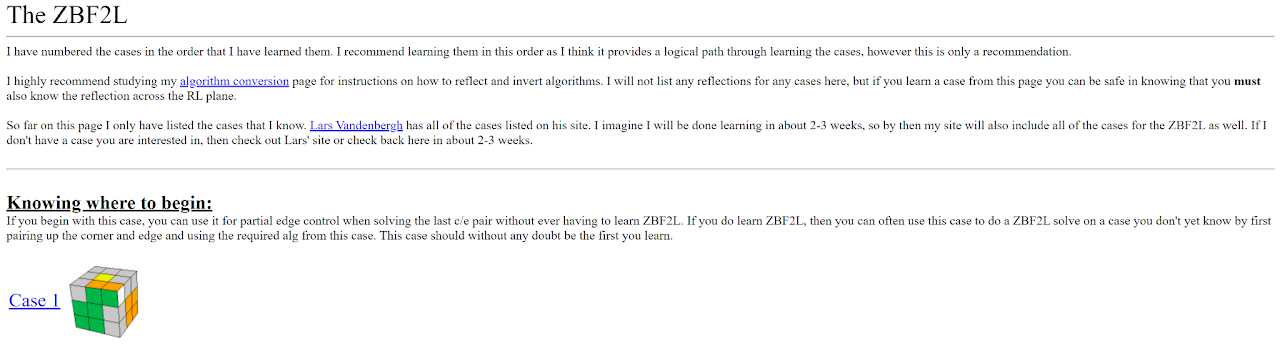 The ZBF2L
I have numbered the cases in the order that I have learned them. I recommend learning them in this order as I think it provides a logical path through learning the cases, however this is only a recommendation.
I highly recommend studying my algorithm conversion page for instructions on how to reflect and invert algorithms. I will not list any reflections for any cases here, but if you learn a case from this page you can be safe in knowing that you must
also know the reflection across the RL plane.
So far on this page I only have listed the cases that I know. Lars Vandenbergh has all of the cases listed on his site. I imagine I will be done learning in about 2-3 weeks, so by then my site will also include all of the cases for the ZBF2L as well. If I
don't have a case you are interested in, then check out Lars' site or check back here in about 2-3 weeks.
Knowing where to begin:
If you begin with this case, you can use it for partial edge control when solving the last c/e pair without ever having to learn ZBF2L. If you do learn ZBF2L, then you can often use this case to do a ZBF2L solve on a case you don't yet know by first
pairing up the corner and edge and using the required alg from this case. This case should without any doubt be the first you learn.
Case 1